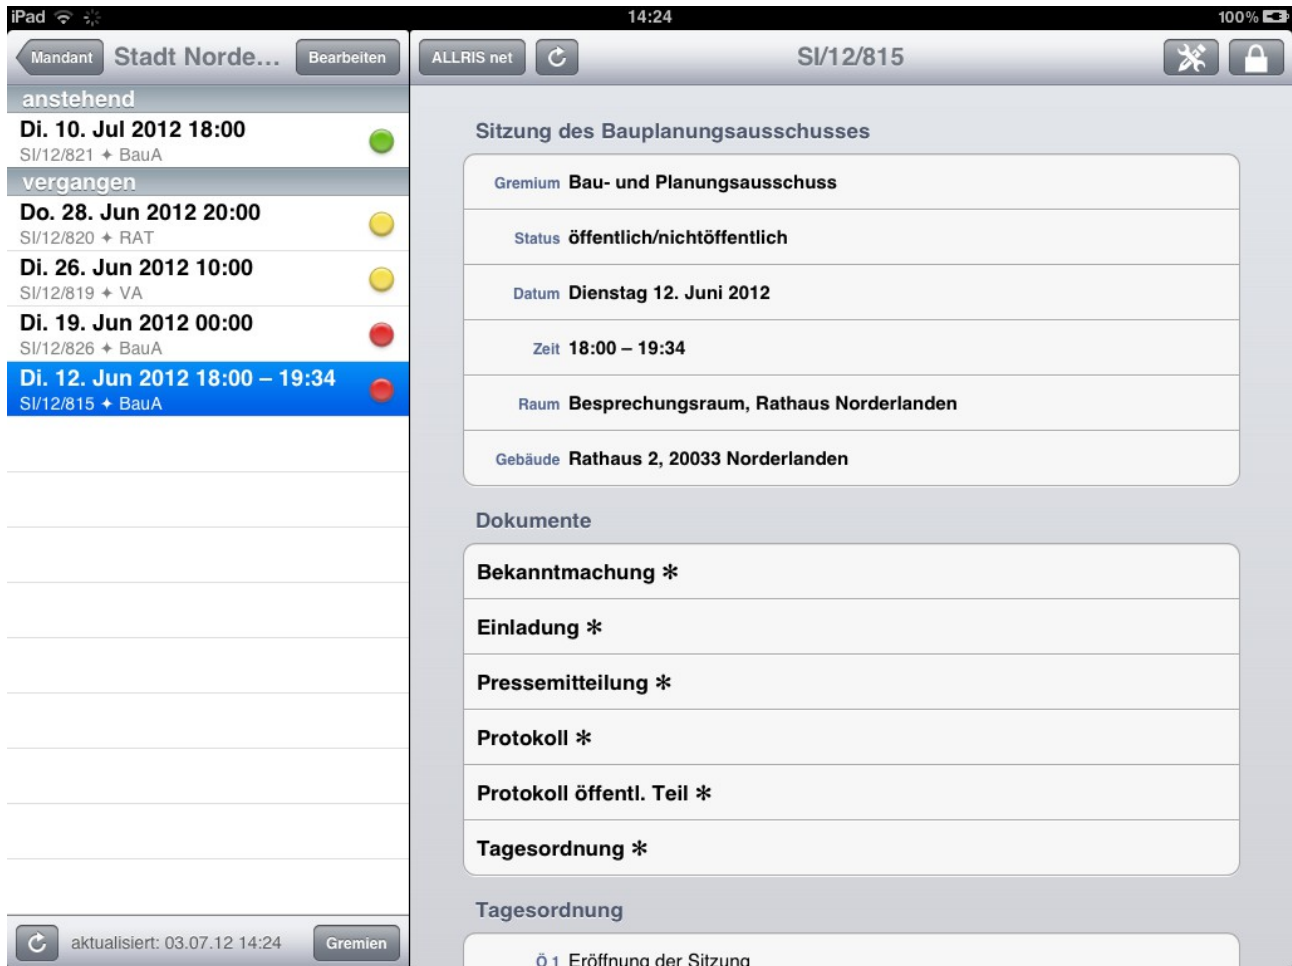 iPad 14:24 100%
Mandant Stadt Norde... Bearbeiten
anstehend
Di. 10. Jul 2012 18:00
SI/12/821 ✦ BauA
vergangen
Do. 28. Jun 2012 20:00
SI/12/820 ✦ RAT
Di. 26. Jun 2012 10:00
SI/12/819 ✦ VA
Di. 19. Jun 2012 00:00
SI/12/826 ✦ BauA
Di. 12. Jun 2012 18:00 – 19:34
SI/12/815 ✦ BauA
aktualisiert: 03.07.12 14:24 Gremien
ALLRIS net SI/12/815
Sitzung des Bauplanungsausschusses
Gremium Bau- und Planungsausschuss
Status öffentlich/nichtöffentlich
Datum Dienstag 12. Juni 2012
Zeit 18:00 – 19:34
Raum Besprechungsraum, Rathaus Norderlanden
Gebäude Rathaus 2, 20033 Norderlanden
Dokumente
Bekanntmachung ✻
Einladung ✻
Pressemitteilung ✻
Protokoll ✻
Protokoll öffentl. Teil ✻
Tagesordnung ✻
Tagesordnung
Ö 1 Eröffnung der Sitzung